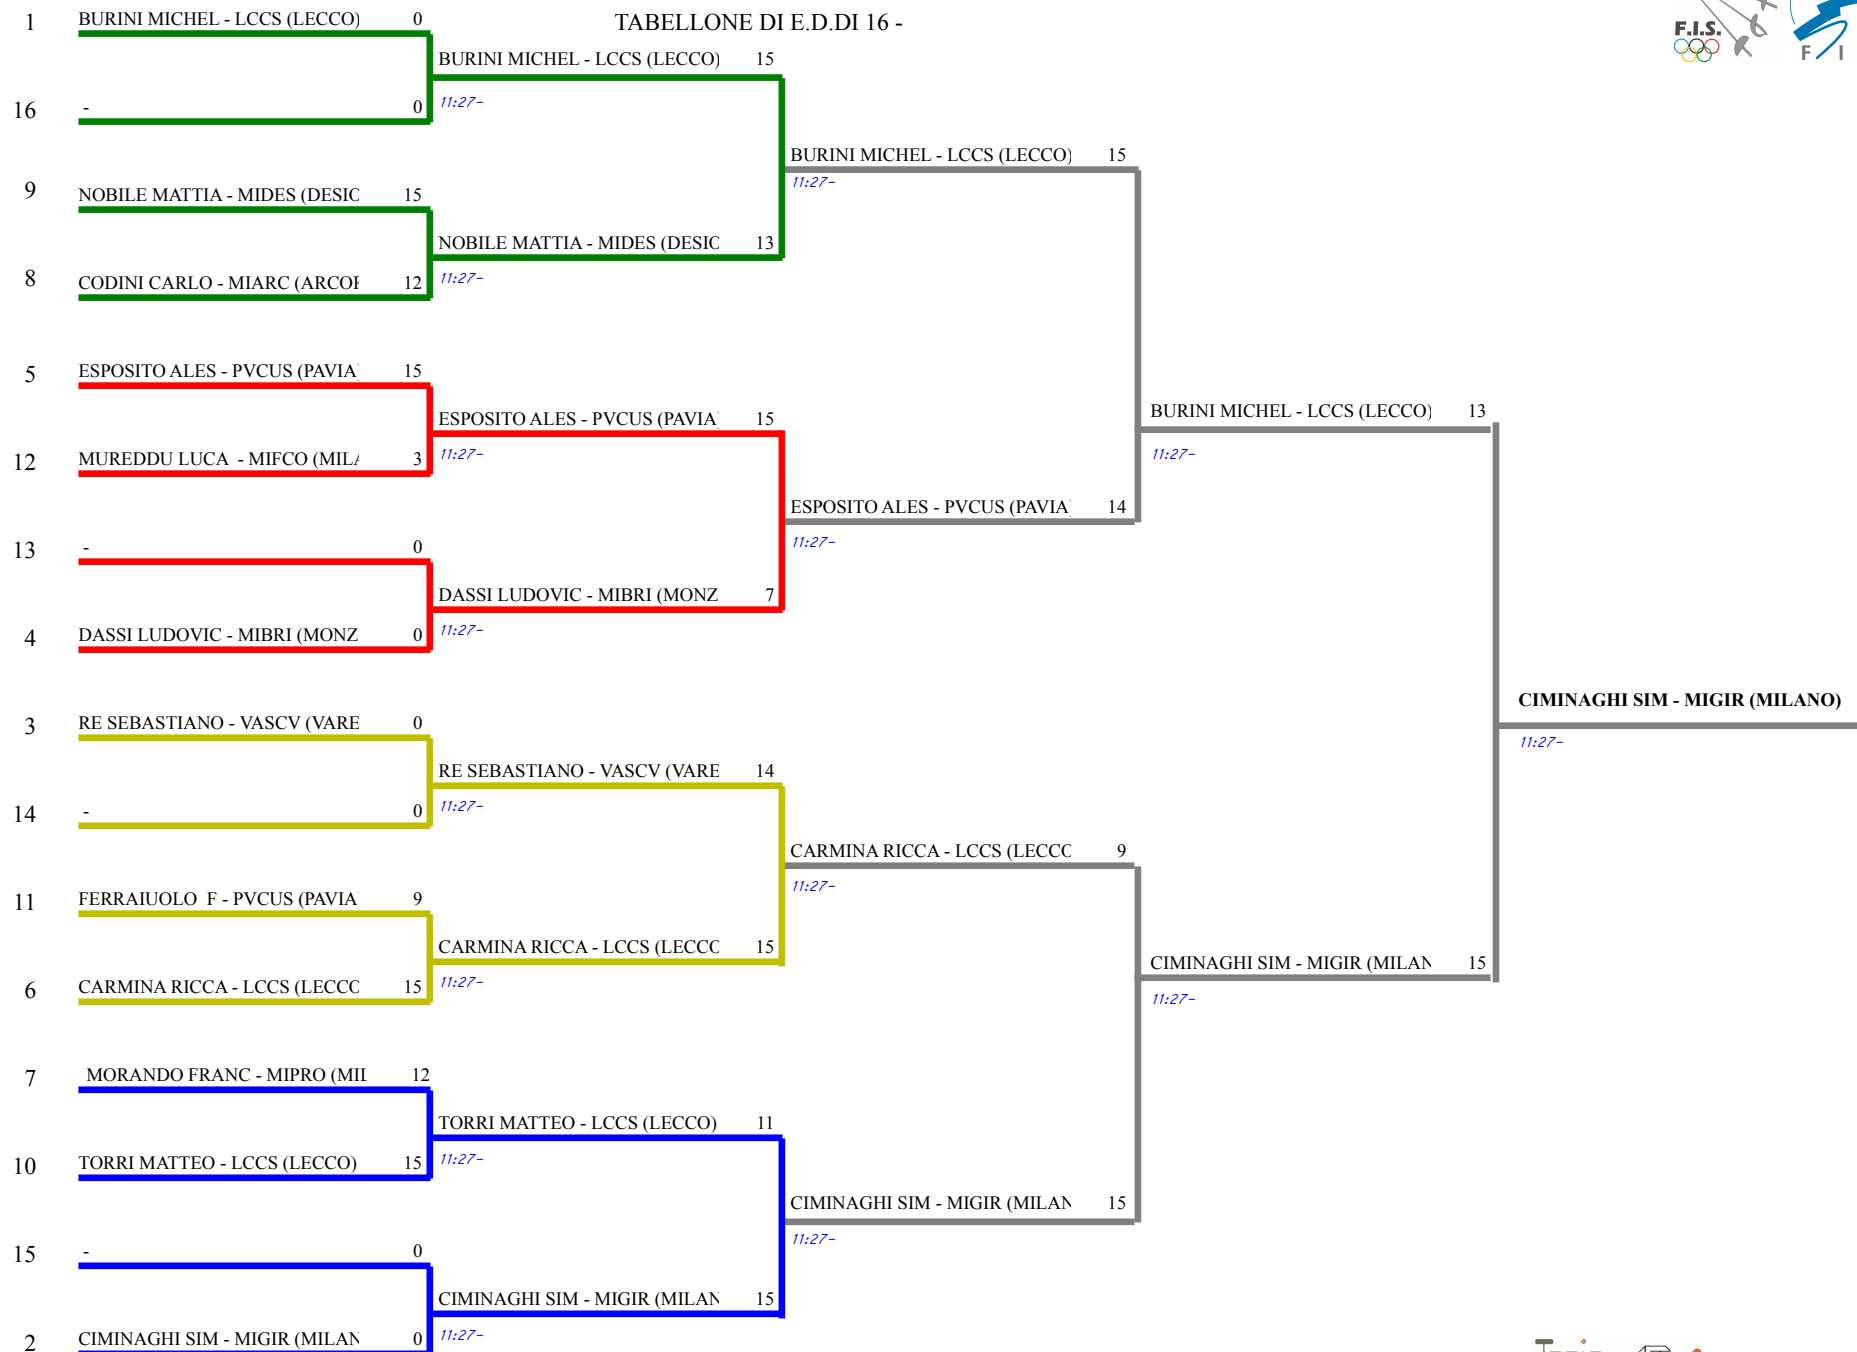 TABELLONE DI E.D.DI 16 -
F.I.S.
F I
1 BURINI MICHEL - LCCS (LECCO) 0
BURINI MICHEL - LCCS (LECCO) 15
11:27-
16 - 0
BURINI MICHEL - LCCS (LECCO) 15
11:27-
9 NOBILE MATTIA - MIDES (DESIO 15
NOBILE MATTIA - MIDES (DESIO 13
11:27-
8 CODINI CARLO - MIARC (ARCOR 12
5 ESPOSITO ALES - PVCUS (PAVIA) 15
ESPOSITO ALES - PVCUS (PAVIA) 15
BURINI MICHEL - LCCS (LECCO) 13
11:27-
11:27-
12 MUREDDU LUCA - MIFCO (MILA 3
ESPOSITO ALES - PVCUS (PAVIA) 14
11:27-
13 - 0
DASSI LUDOVIC - MIBRI (MONZ 7
11:27-
4 DASSI LUDOVIC - MIBRI (MONZ 0
CIMINAGHI SIM - MIGIR (MILANO)
11:27-
3 RE SEBASTIANO - VASCV (VARE 0
RE SEBASTIANO - VASCV (VARE 14
11:27-
14 - 0
CARMINA RICCA - LCCS (LECCO 9
11:27-
11 FERRAIUOLO F - PVCUS (PAVIA) 9
CARMINA RICCA - LCCS (LECCO 15
11:27-
CIMINAGHI SIM - MIGIR (MILAN 15
11:27-
6 CARMINA RICCA - LCCS (LECCO 15
7 MORANDO FRANC - MIPRO (MIL 12
TORRI MATTEO - LCCS (LECCO) 11
11:27-
10 TORRI MATTEO - LCCS (LECCO) 15
CIMINAGHI SIM - MIGIR (MILAN 15
11:27-
15 - 0
CIMINAGHI SIM - MIGIR (MILAN 15
11:27-
2 CIMINAGHI SIM - MIGIR (MILAN 0